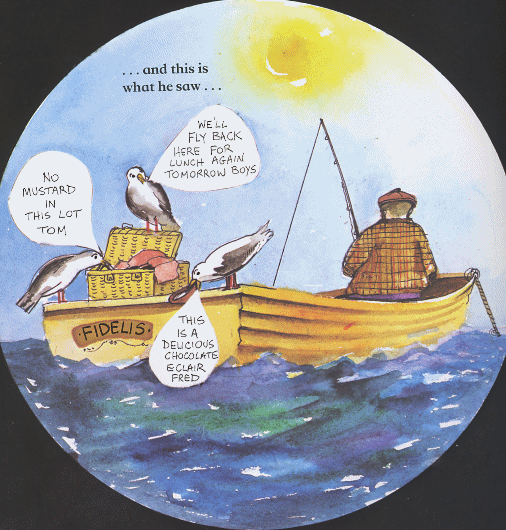 . . . and this is
what he saw . . .
WE'LL
FLY BACK
HERE FOR
LUNCH AGAIN
TOMORROW BOYS
NO
MUSTARD
IN
THIS LOT
TOM
THIS
IS A
DELICIOUS
CHOCOLATE
ECLAIR
FRED
FIDELIS